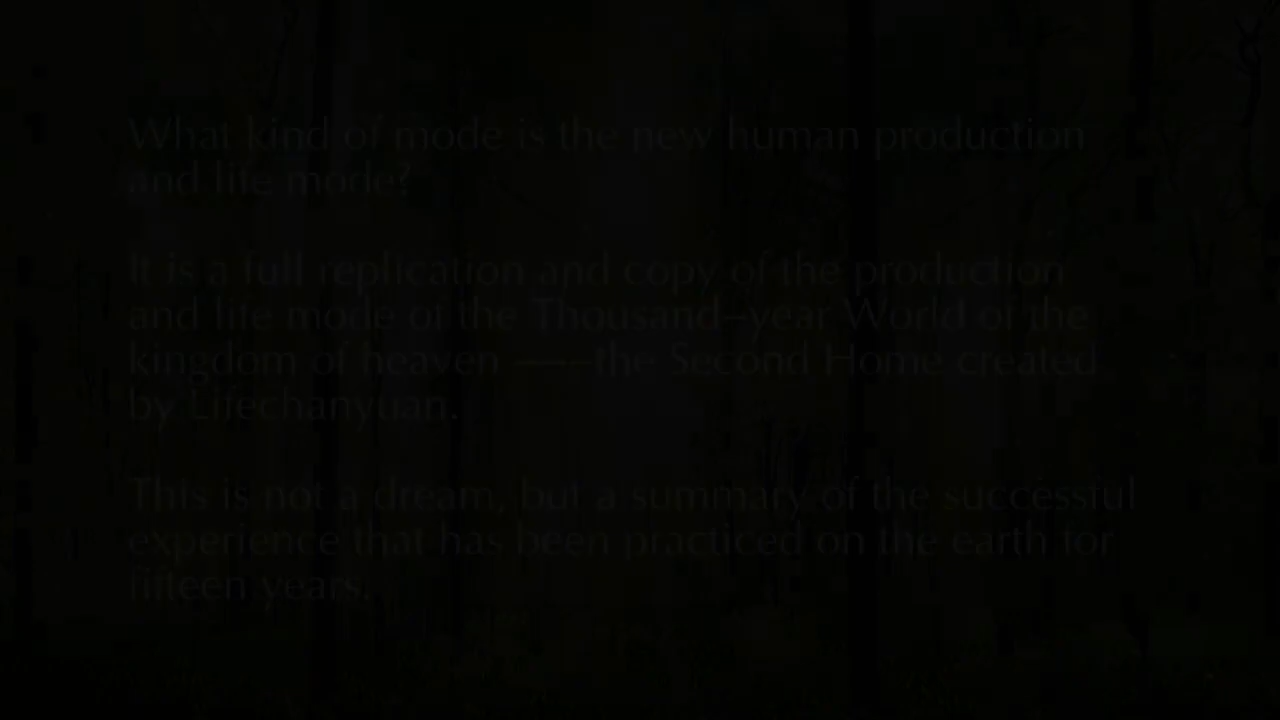 What kind of mode is the new human production
and life mode?
It is a full replication and copy of the production
and life mode of the Thousand-year World of the
kingdom of heaven ——the Second Home created
by Lifechanyuan.
This is not a dream, but a summary of the successful
experience that has been practiced on the earth for
fifteen years.